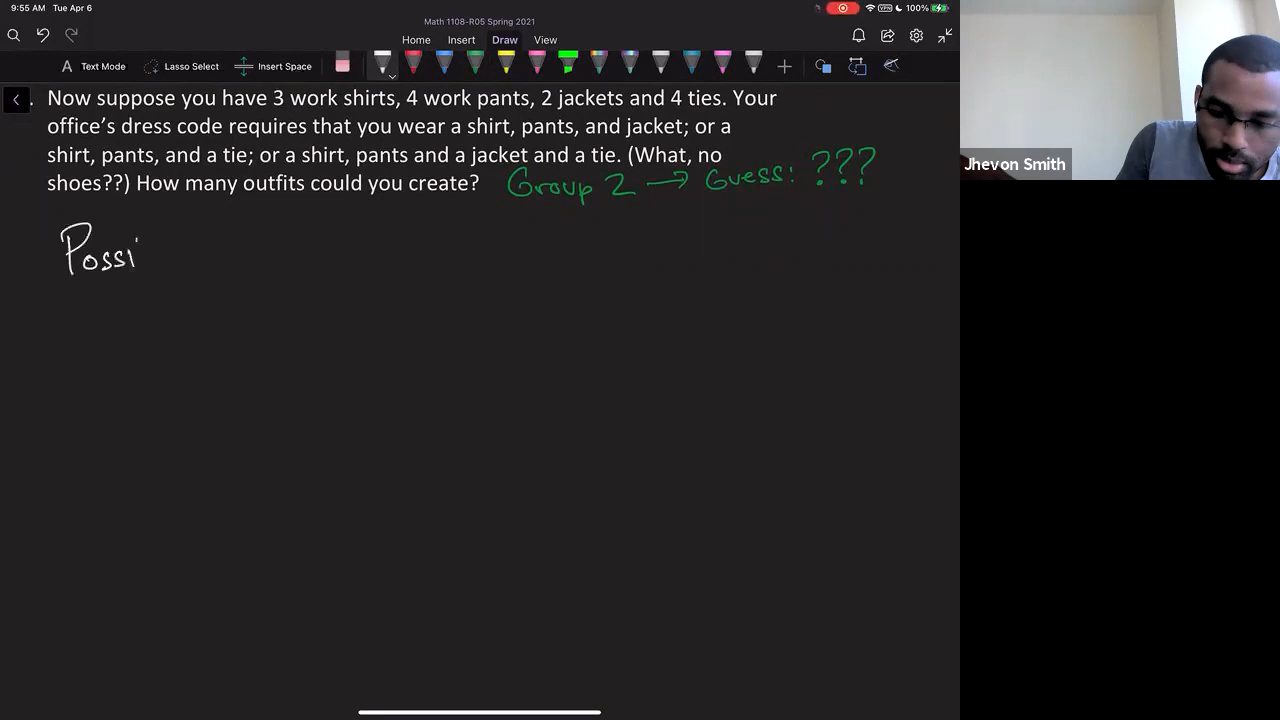 9:55 AM Tue Apr 6
VPN 100%
Math 1108-R05 Spring 2021
Home Insert Draw View
A Text Mode Lasso Select Insert Space
. Now suppose you have 3 work shirts, 4 work pants, 2 jackets and 4 ties. Your
office's dress code requires that you wear a shirt, pants, and jacket; or a
shirt, pants, and a tie; or a shirt, pants and a jacket and a tie. (What, no
shoes??) How many outfits could you create? Group 2 → Guess: ???
Possi
Jhevon Smith